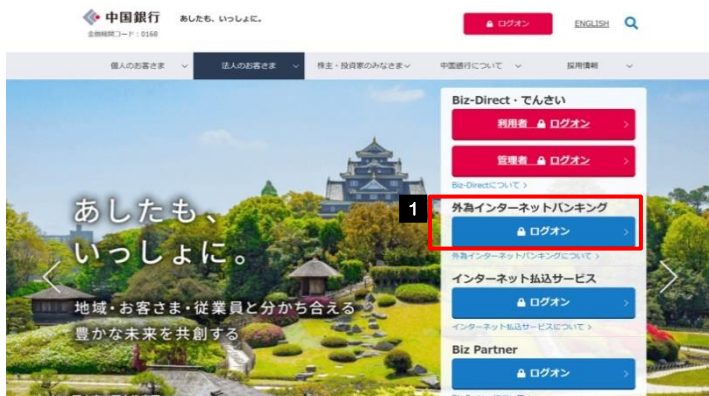 中国銀行 あしたも、いっしょに。
ログオン ENGLISH
金融機関コード：0168
個人のお客さま 法人のお客さま 株主・投資家のみなさま 中国銀行について 採用情報
Biz-Direct・でんさい
利用者 ログオン
管理者 ログオン
Biz-Directについて
1
外為インターネットバンキング
ログオン
外為インターネットバンキングについて
インターネット払込サービス
ログオン
インターネット払込サービスについて
Biz Partner
ログオン
あしたも、
いっしょに。
地域・お客さま・従業員と分かち合える
豊かな未来を共創する